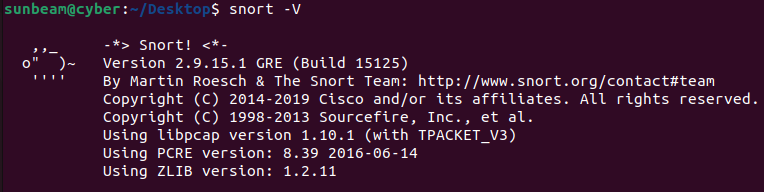 sunbeam@cyber:~/Desktop$ snort -V
   ,,_     -*> Snort! <*-
  o"  )~   Version 2.9.15.1 GRE (Build 15125)
   ''''    By Martin Roesch & The Snort Team: http://www.snort.org/contact#team
           Copyright (C) 2014-2019 Cisco and/or its affiliates. All rights reserved.
           Copyright (C) 1998-2013 Sourcefire, Inc., et al.
           Using libpcap version 1.10.1 (with TPACKET_V3)
           Using PCRE version: 8.39 2016-06-14
           Using ZLIB version: 1.2.11